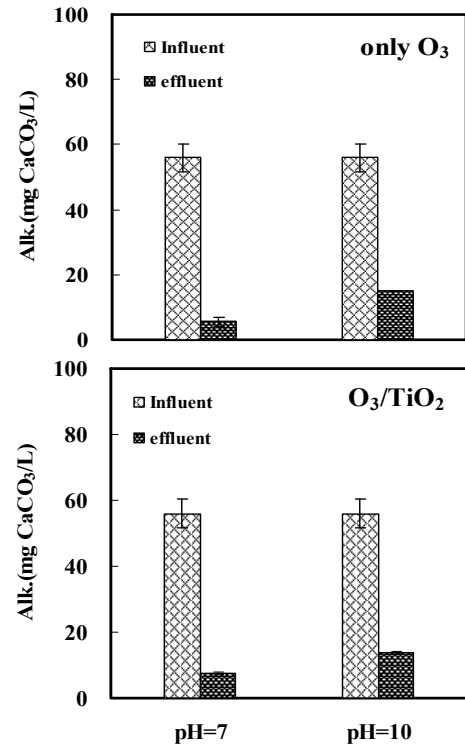 100
only O₃
Influent
80
effluent
60
40
20
0
Alk.(mg CaCO₃/L)
100
O₃/TiO₂
Influent
80
effluent
60
40
20
0
Alk.(mg CaCO₃/L)
pH=7 pH=10